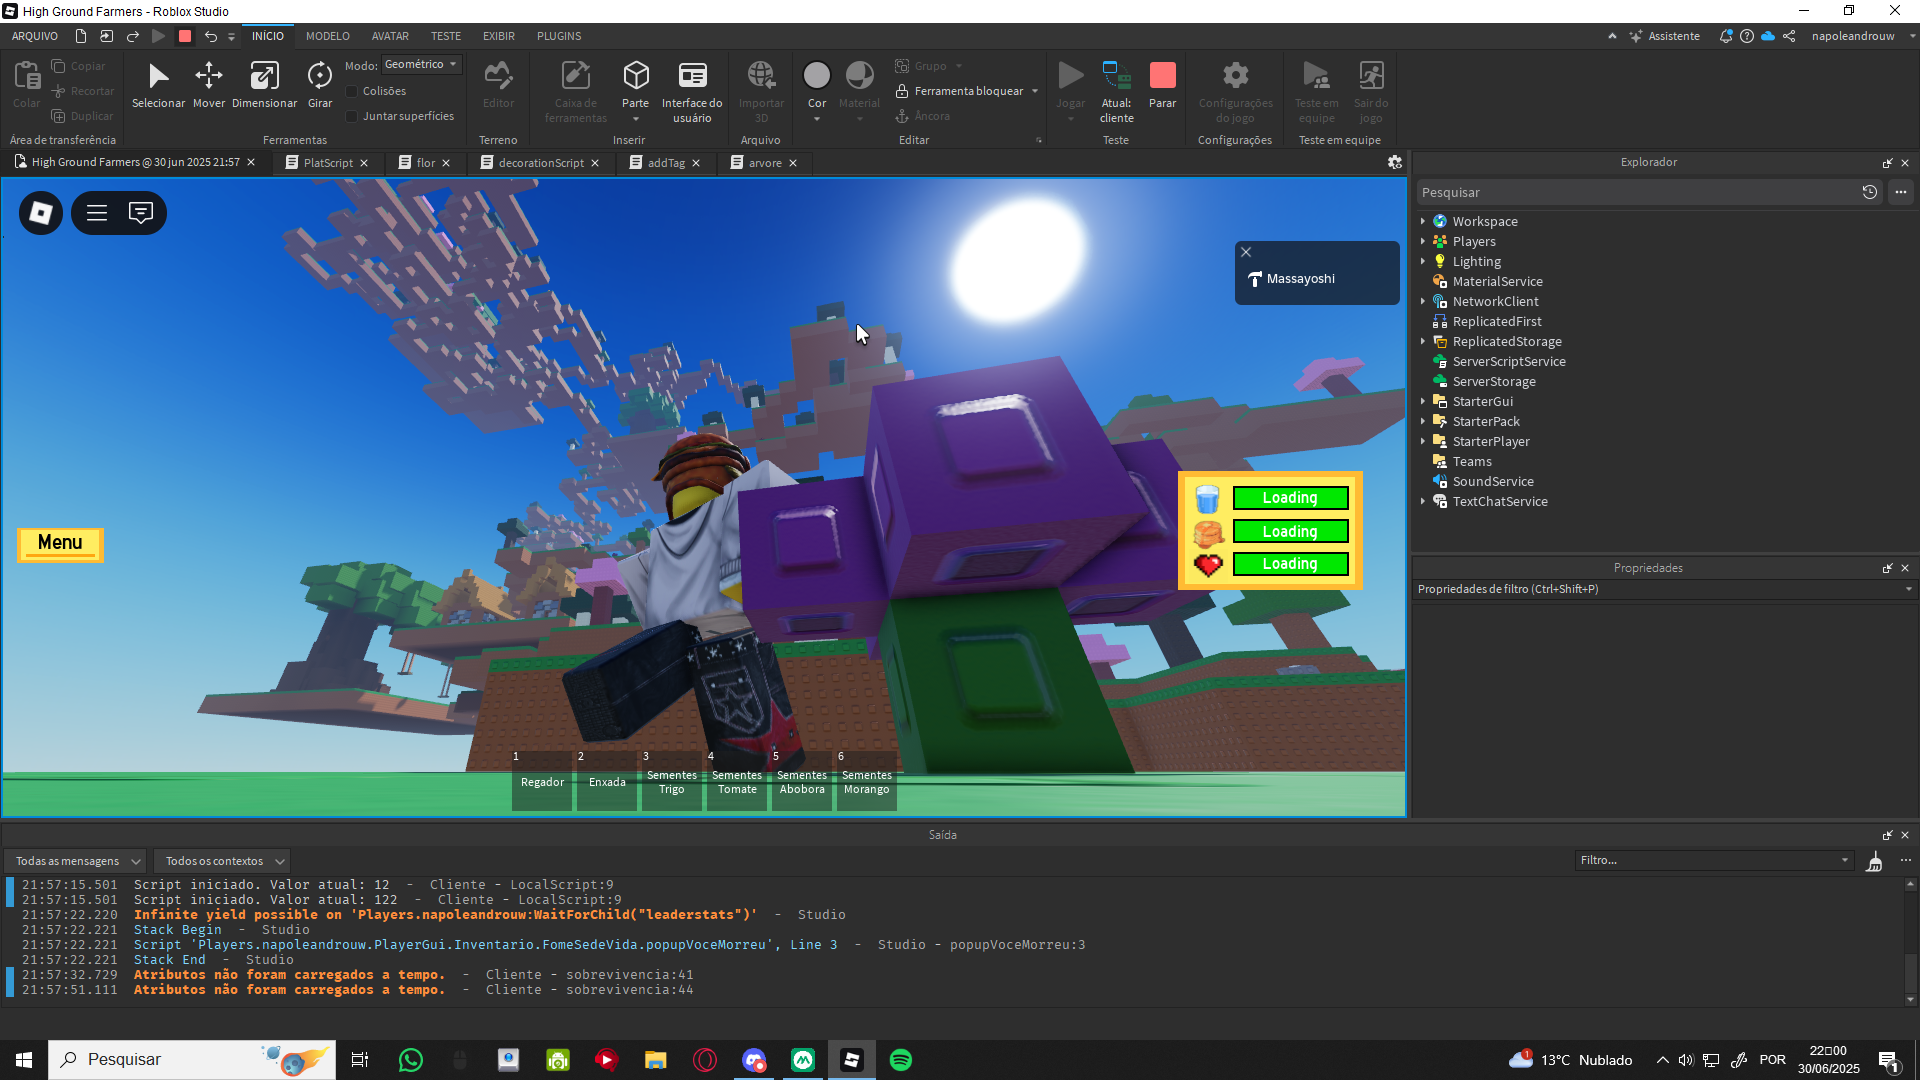 High Ground Farmers - Roblox Studio
ARQUIVO
INÍCIO MODELO AVATAR TESTE EXIBIR PLUGINS
Assistente
napoleandrouw
Colar
Copiar
Recortar
Duplicar
Área de transferência
Selecionar Mover Dimensionar Girar
Modo: Geométrico
Colisões
Juntar superfícies
Ferramentas
Editor
Terreno
Caixa de ferramentas
Parte
Interface do usuário
Inserir
Importar 3D
Arquivo
Cor
Material
Grupo
Ferramenta bloquear
Âncora
Editar
Jogar
Atual: cliente
Parar
Teste
Configurações do jogo
Configurações
Teste em equipe
Sair do jogo
Teste em equipe
High Ground Farmers @ 30 jun 2025 21:57
PlatScript
flor
decorationScript
addTag
arvore
Explorador
Pesquisar
Workspace
Players
Lighting
MaterialService
NetworkClient
ReplicatedFirst
ReplicatedStorage
ServerScriptService
ServerStorage
StarterGui
StarterPack
StarterPlayer
Teams
SoundService
TextChatService
Propriedades
Propriedades de filtro (Ctrl+Shift+P)
Massayoshi
Loading
Loading
Loading
Menu
1 Regador
2 Enxada
3 Sementes Trigo
4 Sementes Tomate
5 Sementes Abobora
6 Sementes Morango
Saída
Todas as mensagens
Todos os contextos
Filtro...
21:57:15.501 Script iniciado. Valor atual: 12 - Cliente - LocalScript:9
21:57:15.501 Script iniciado. Valor atual: 122 - Cliente - LocalScript:9
21:57:22.220 Infinite yield possible on 'Players.napoleandrouw:WaitForChild("leaderstats")' - Studio
21:57:22.221 Stack Begin - Studio
21:57:22.221 Script 'Players.napoleandrouw.PlayerGui.Inventario.FomeSedeVida.popupVoceMorreu', Line 3 - Studio - popupVoceMorreu:3
21:57:22.221 Stack End - Studio
21:57:32.729 Atributos não foram carregados a tempo. - Cliente - sobrevivencia:41
21:57:51.111 Atributos não foram carregados a tempo. - Cliente - sobrevivencia:44
Pesquisar
1
13°C Nublado
POR
22□00
30/06/2025
1